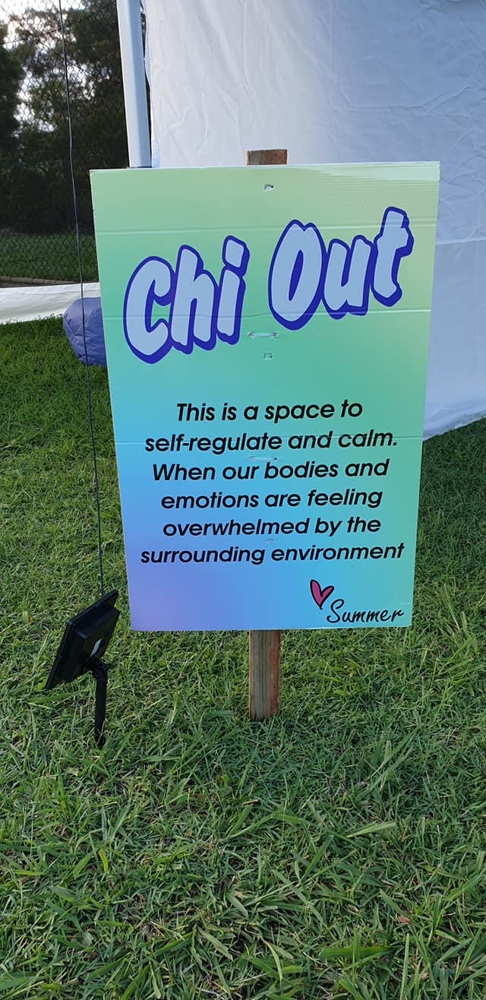 Chi Out
This is a space to
self-regulate and calm.
When our bodies and
emotions are feeling
overwhelmed by the
surrounding environment
Summer